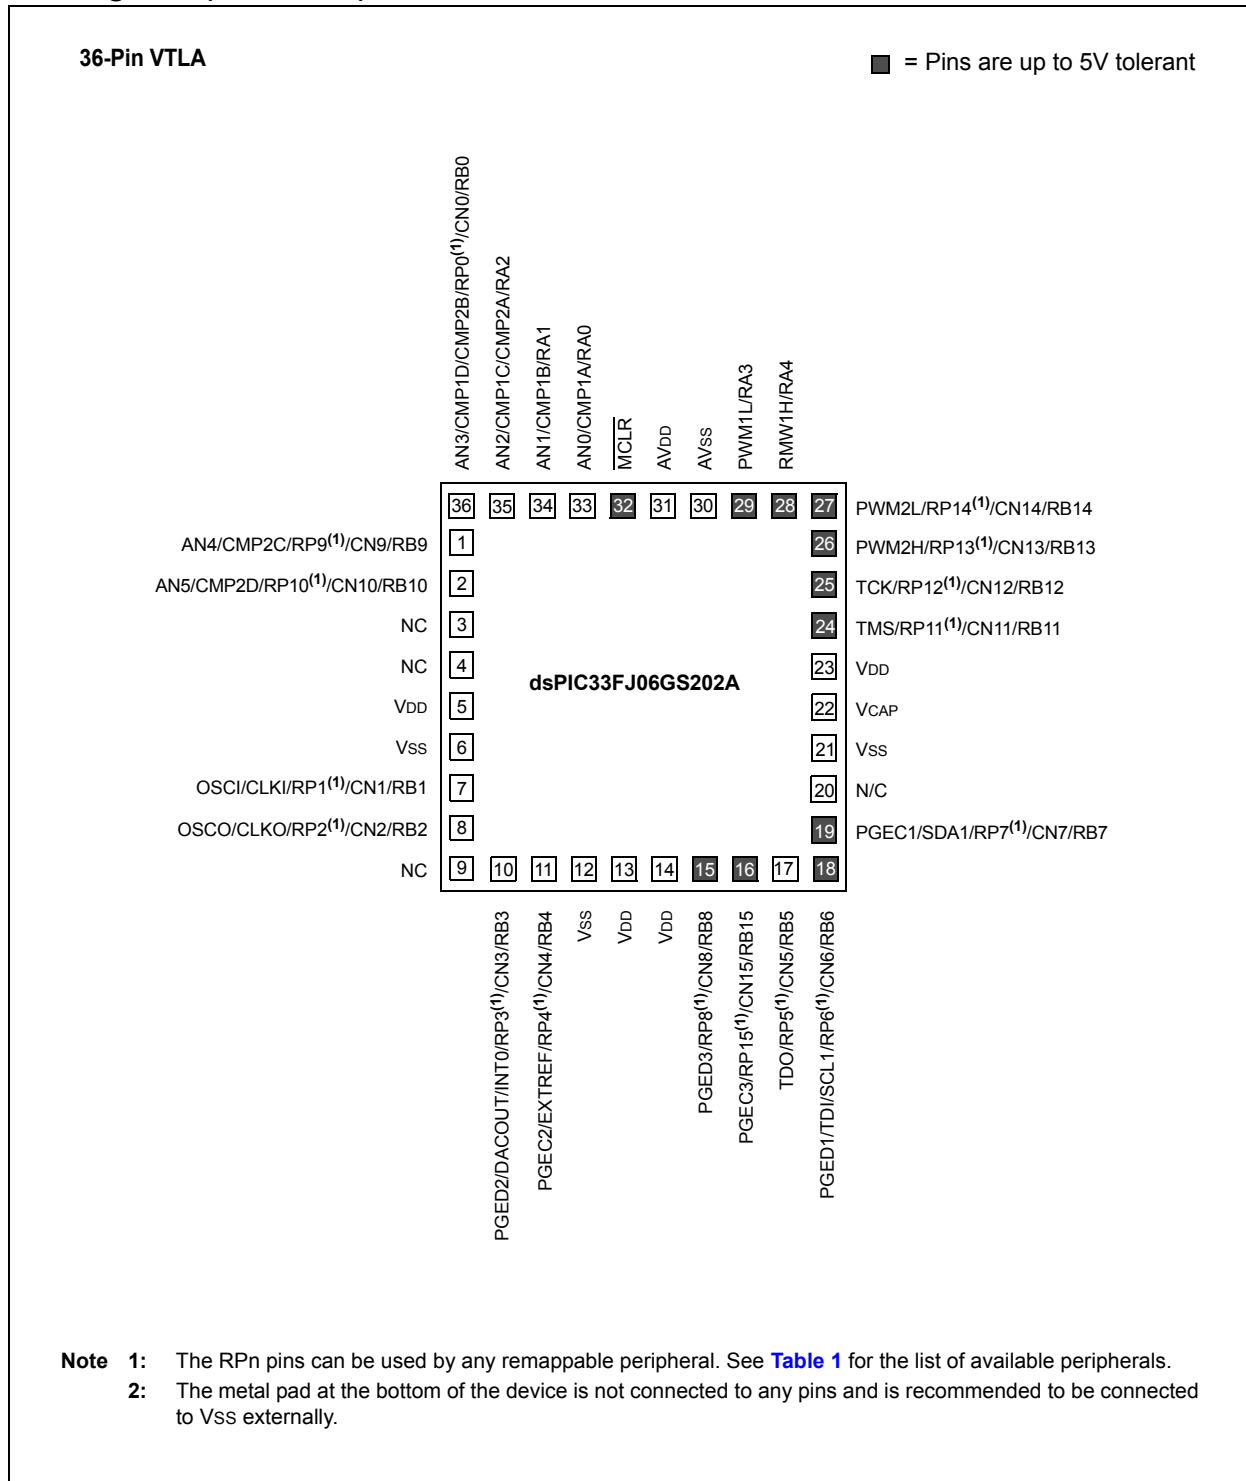 36-Pin VTLA
= Pins are up to 5V tolerant
AN3/CMP1D/CMP2B/RP0(1)/CN0/RB0
AN2/CMP1C/CMP2A/RA2
AN1/CMP1B/RA1
AN0/CMP1A/RA0
MCLR
AVDD
AVSS
PWM1L/RA3
RMW1H/RA4
36 35 34 33 32 31 30 29 28 27 PWM2L/RP14(1)/CN14/RB14
AN4/CMP2C/RP9(1)/CN9/RB9 1 26 PWM2H/RP13(1)/CN13/RB13
AN5/CMP2D/RP10(1)/CN10/RB10 2 25 TCK/RP12(1)/CN12/RB12
NC 3 24 TMS/RP11(1)/CN11/RB11
NC 4 23 VDD
dsPIC33FJ06GS202A
VDD 5 22 VCAP
VSS 6 21 VSS
OSCI/CLKI/RP1(1)/CN1/RB1 7 20 N/C
OSCO/CLKO/RP2(1)/CN2/RB2 8 19 PGEC1/SDA1/RP7(1)/CN7/RB7
NC 9 10 11 12 13 14 15 16 17 18
PGED2/DACOUT/INT0/RP3(1)/CN3/RB3
PGEC2/EXTREF/RP4(1)/CN4/RB4
VSS
VDD
VDD
PGED3/RP8(1)/CN8/RB8
PGEC3/RP15(1)/CN15/RB15
TDO/RP5(1)/CN5/RB5
PGED1/TDI/SCL1/RP6(1)/CN6/RB6
Note 1: The RPn pins can be used by any remappable peripheral. See Table 1 for the list of available peripherals.
2: The metal pad at the bottom of the device is not connected to any pins and is recommended to be connected
to VSS externally.